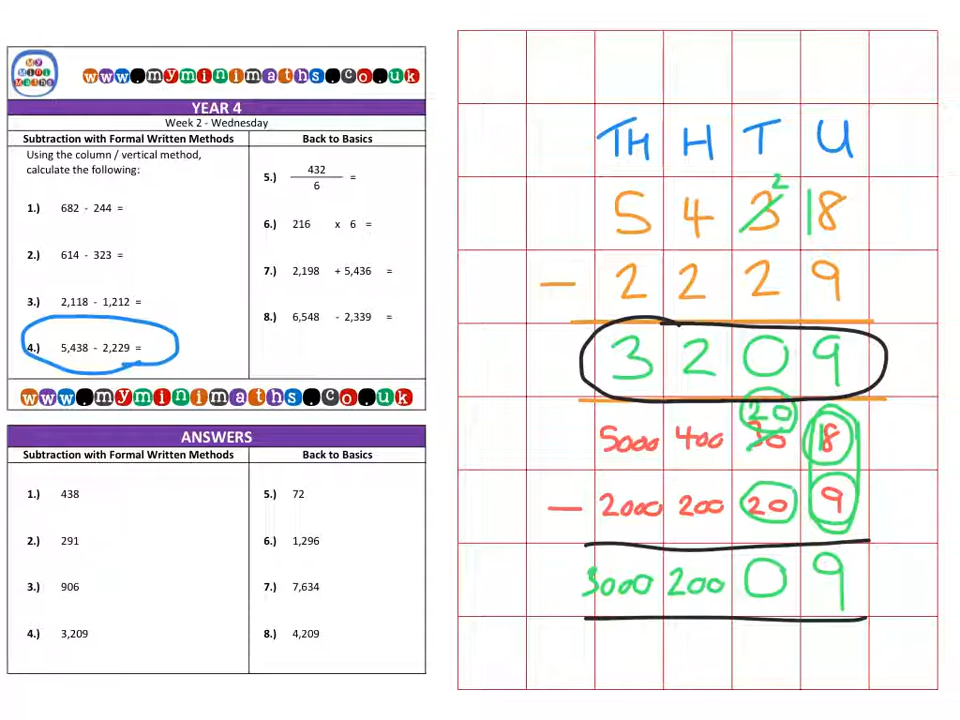 My
Mini
Maths
www.myminimaths.co.uk
YEAR 4
Week 2 - Wednesday
Subtraction with Formal Written Methods
Using the column / vertical method,
calculate the following:
1.) 682 - 244 =
2.) 614 - 323 =
3.) 2,118 - 1,212 =
4.) 5,438 - 2,229 =
Back to Basics
5.) 432
6 =
6.) 216 x 6 =
7.) 2,198 + 5,436 =
8.) 6,548 - 2,339 =
www.myminimaths.co.uk
ANSWERS
Subtraction with Formal Written Methods
1.) 438
2.) 291
3.) 906
4.) 3,209
Back to Basics
5.) 72
6.) 1,296
7.) 7,634
8.) 4,209
TH H T U
2
5 4 3 18
- 2 2 2 9
3 2 0 9
20
5000 400 30 18
- 2000 200 20 9
3000 200 0 9